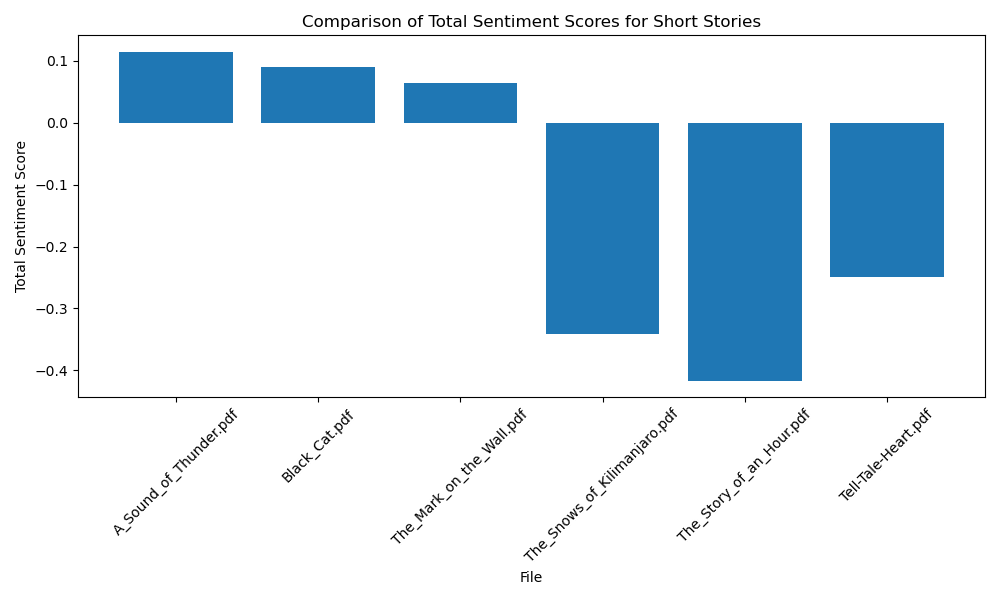 Comparison of Total Sentiment Scores for Short Stories
Total Sentiment Score
0.1
0.0
−0.1
−0.2
−0.3
−0.4
A_Sound_of_Thunder.pdf
Black_Cat.pdf
The_Mark_on_the_Wall.pdf
The_Snows_of_Kilimanjaro.pdf
The_Story_of_an_Hour.pdf
Tell-Tale-Heart.pdf
File